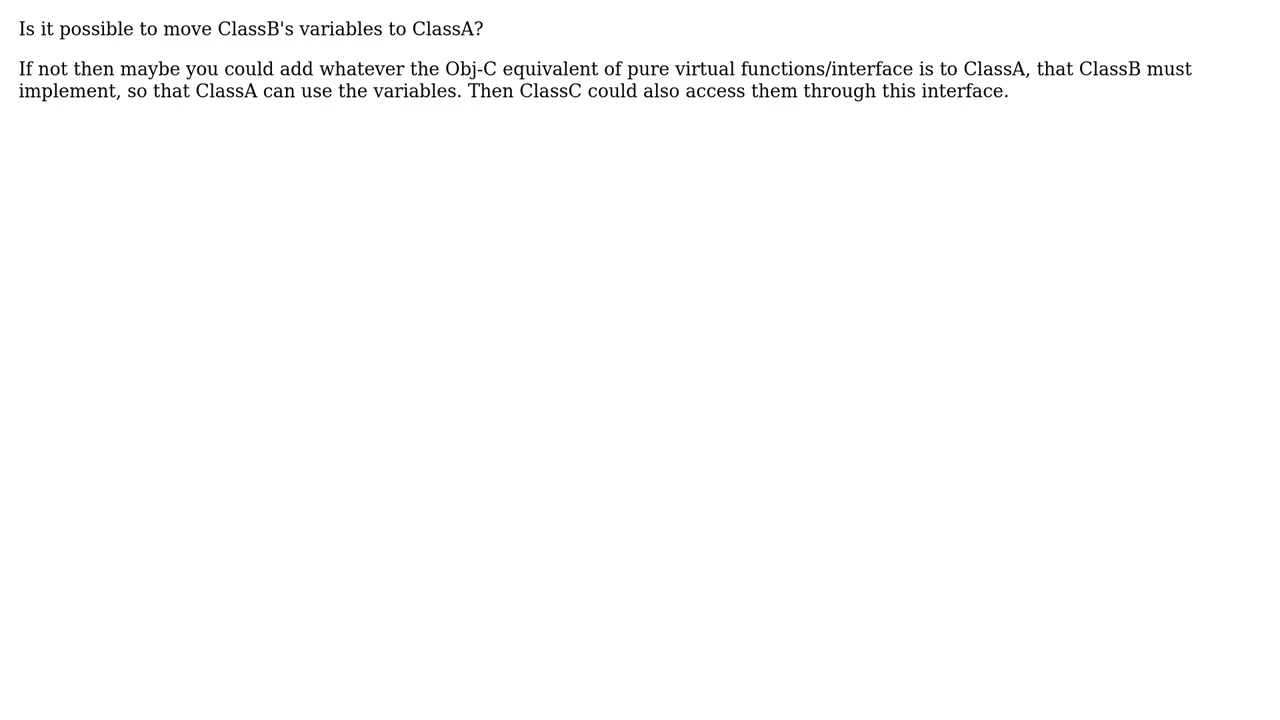 Is it possible to move ClassB's variables to ClassA?
If not then maybe you could add whatever the Obj-C equivalent of pure virtual functions/interface is to ClassA, that ClassB must
implement, so that ClassA can use the variables. Then ClassC could also access them through this interface.